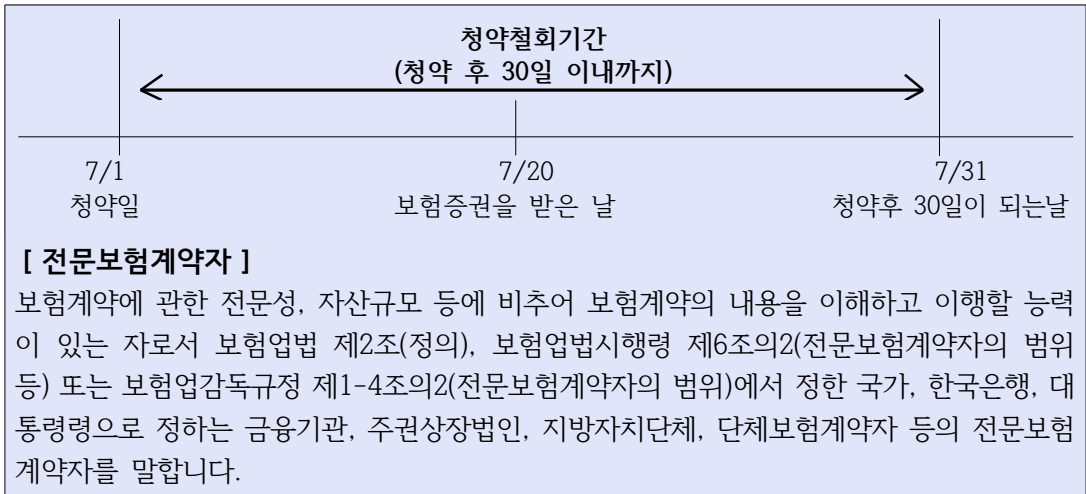 청약철회기간
(청약 후 30일 이내까지)
7/1 7/20 7/31
청약일 보험증권을 받은 날 청약후 30일이 되는날
[ 전문보험계약자 ]
보험계약에 관한 전문성, 자산규모 등에 비추어 보험계약의 내용을 이해하고 이행할 능력
이 있는 자로서 보험업법 제2조(정의), 보험업법시행령 제6조의2(전문보험계약자의 범위
등) 또는 보험업감독규정 제1-4조의2(전문보험계약자의 범위)에서 정한 국가, 한국은행, 대
통령령으로 정하는 금융기관, 주권상장법인, 지방자치단체, 단체보험계약자 등의 전문보험
계약자를 말합니다.